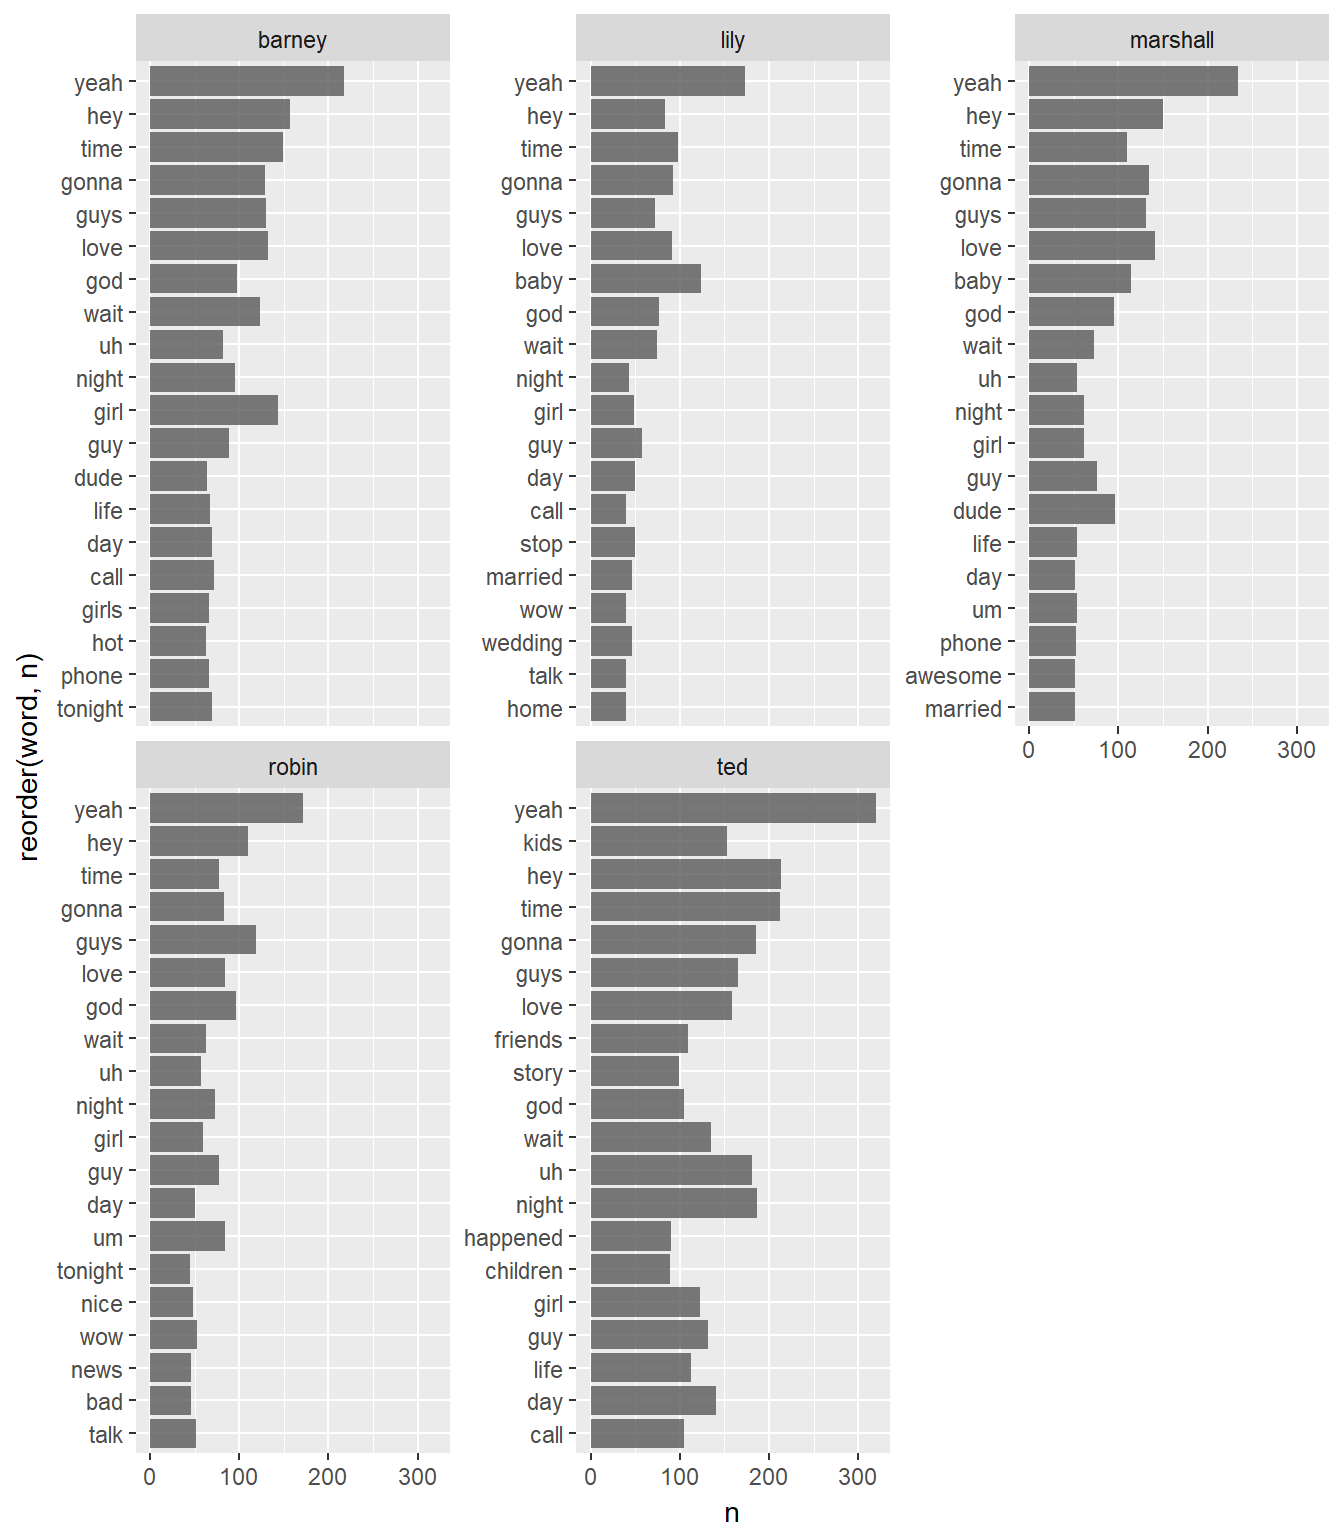 barney
yeah
hey
time
gonna
guys
love
god
wait
uh
night
girl
guy
dude
life
day
call
girls
hot
phone
tonight
lily
yeah
hey
time
gonna
guys
love
baby
god
wait
night
girl
guy
day
call
stop
married
wow
wedding
talk
home
marshall
yeah
hey
time
gonna
guys
love
baby
god
wait
uh
night
girl
guy
dude
life
day
um
phone
awesome
married
0 100 200 300
robin
yeah
hey
time
gonna
guys
love
god
wait
uh
night
girl
guy
day
um
tonight
nice
wow
news
bad
talk
0 100 200 300
ted
yeah
kids
hey
time
gonna
guys
love
friends
story
god
wait
uh
night
happened
children
girl
guy
life
day
call
0 100 200 300
n
reorder(word, n)